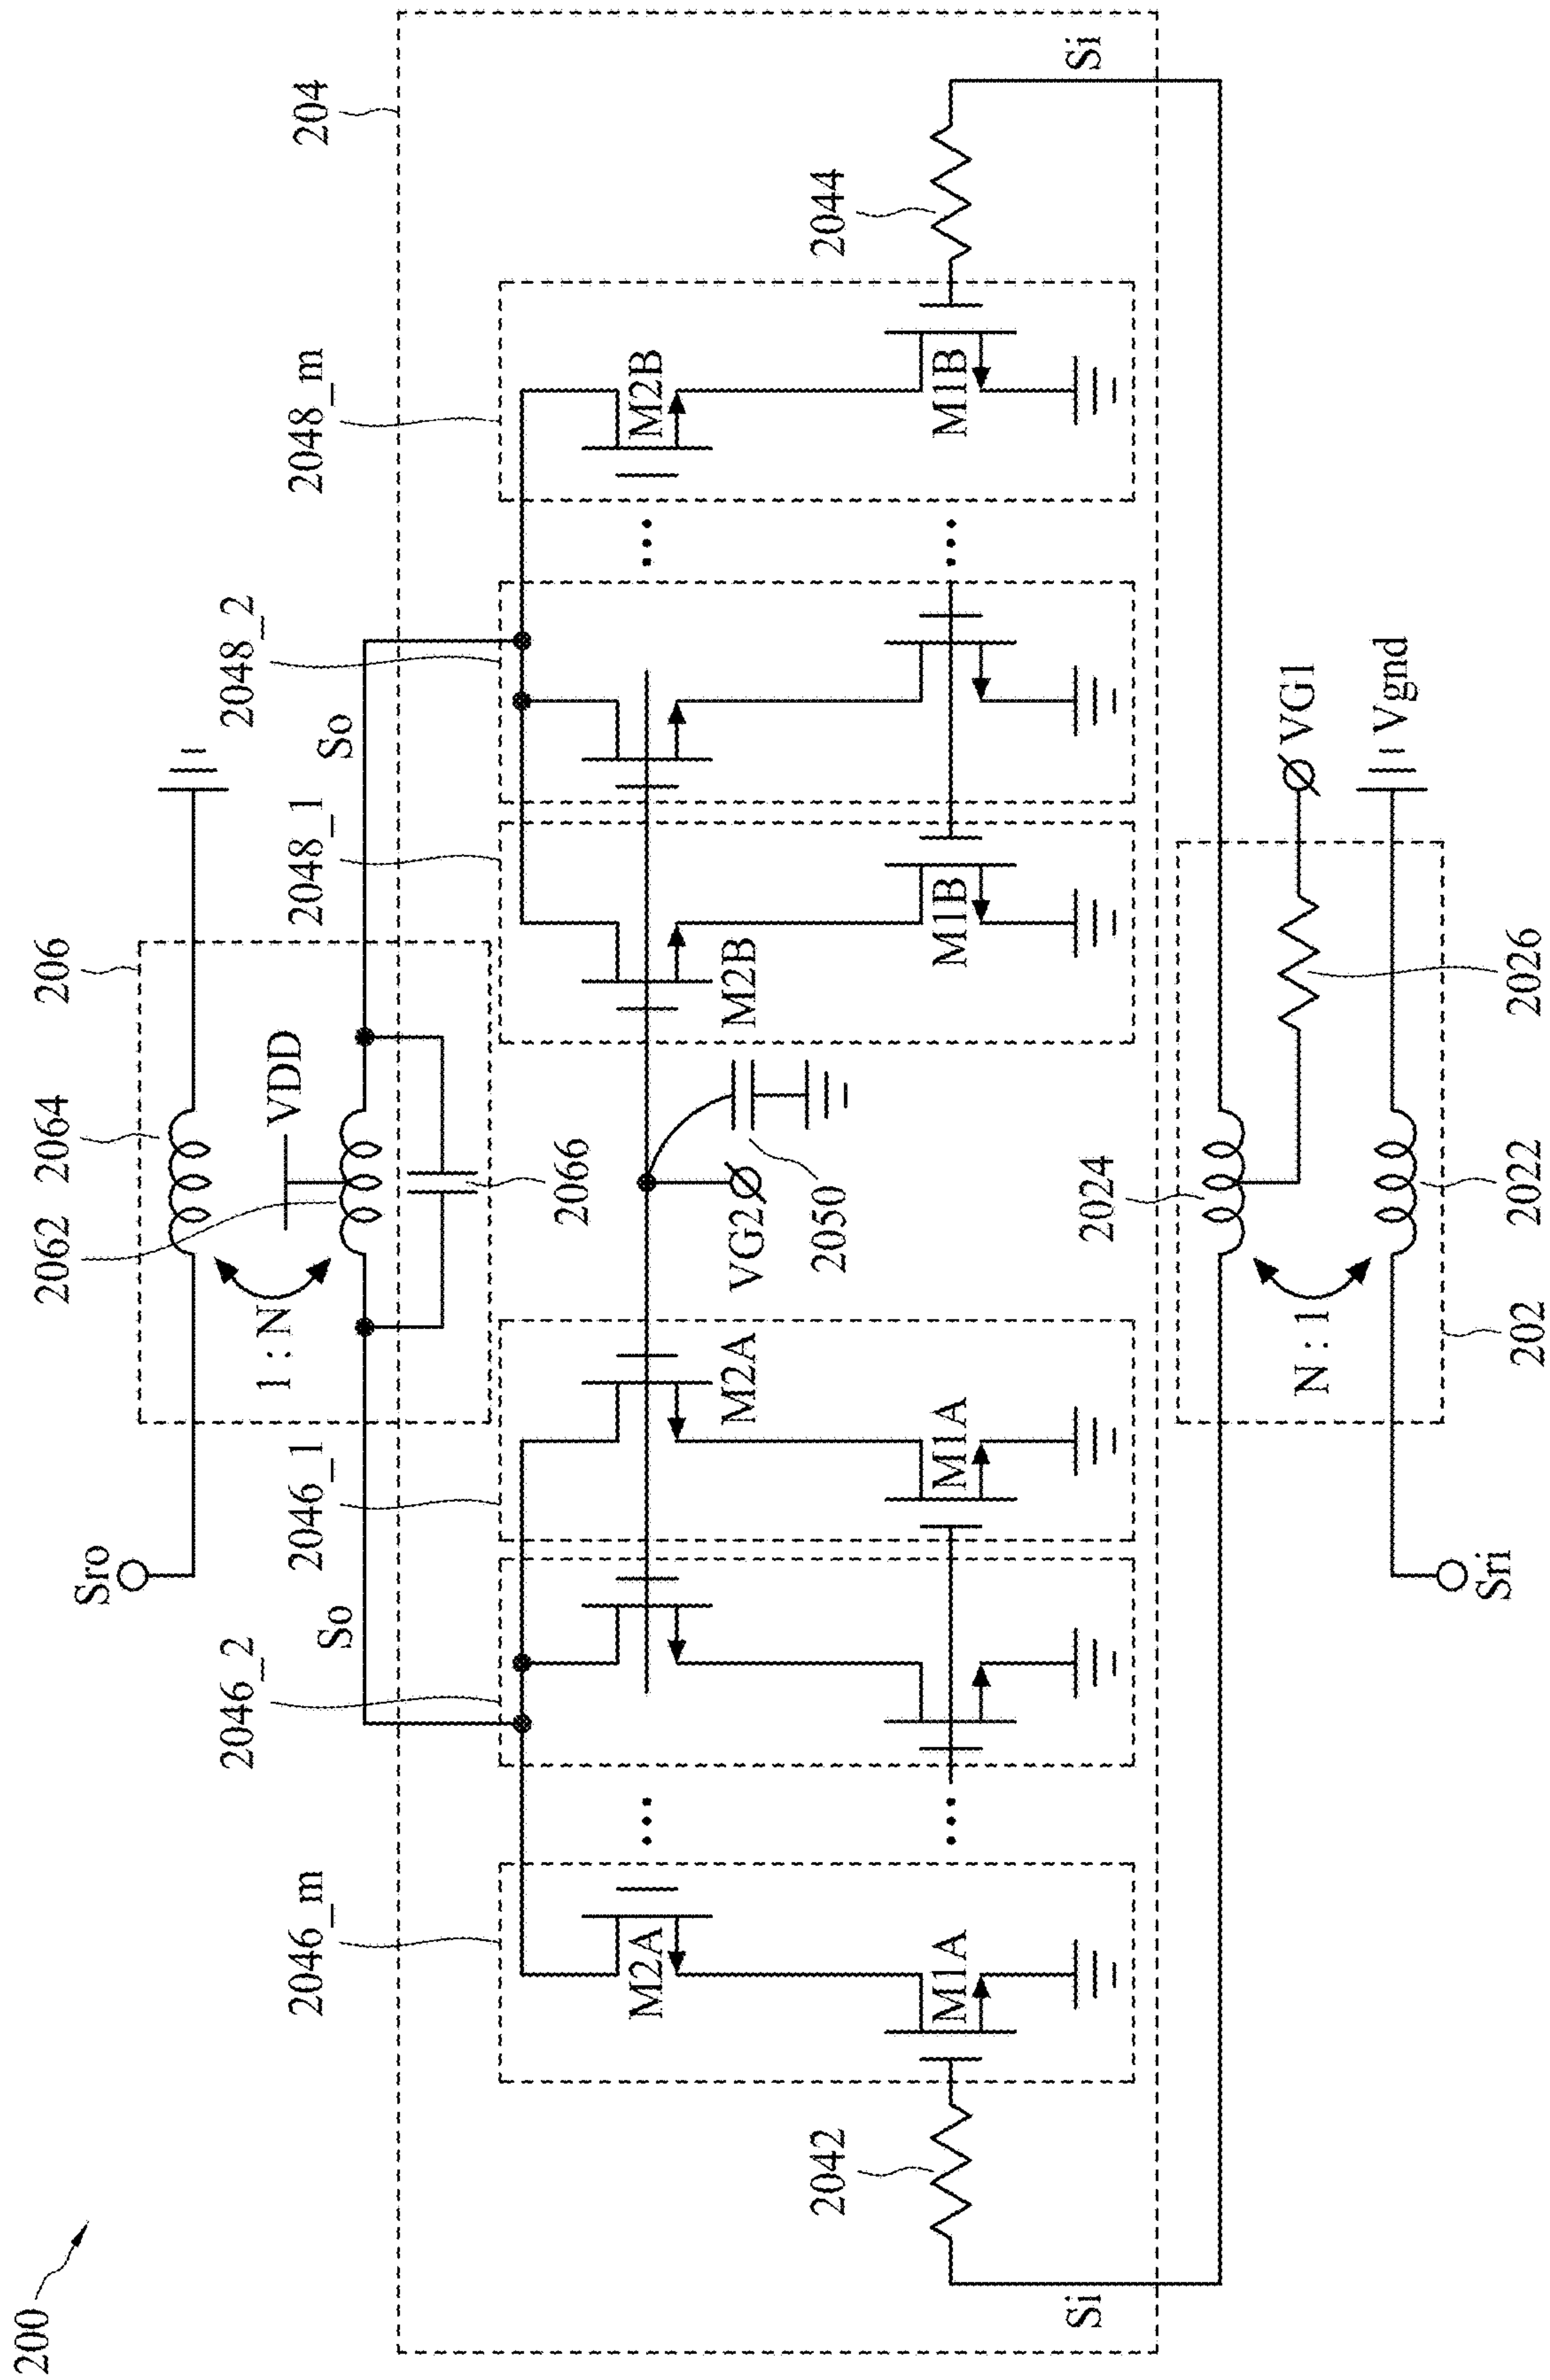 200
204
206
2064
2062
Sro
VDD
1 : N
So
So
2066
2046_m
2046_2
2046_1
2048_1
2048_2
2048_m
M2A
M2A
M2B
M2B
VG2
2050
M1A
M1A
M1B
M1B
2042
2044
Si
Si
2024
VG1
N : 1
Vgnd
Sri
202
2022
2026